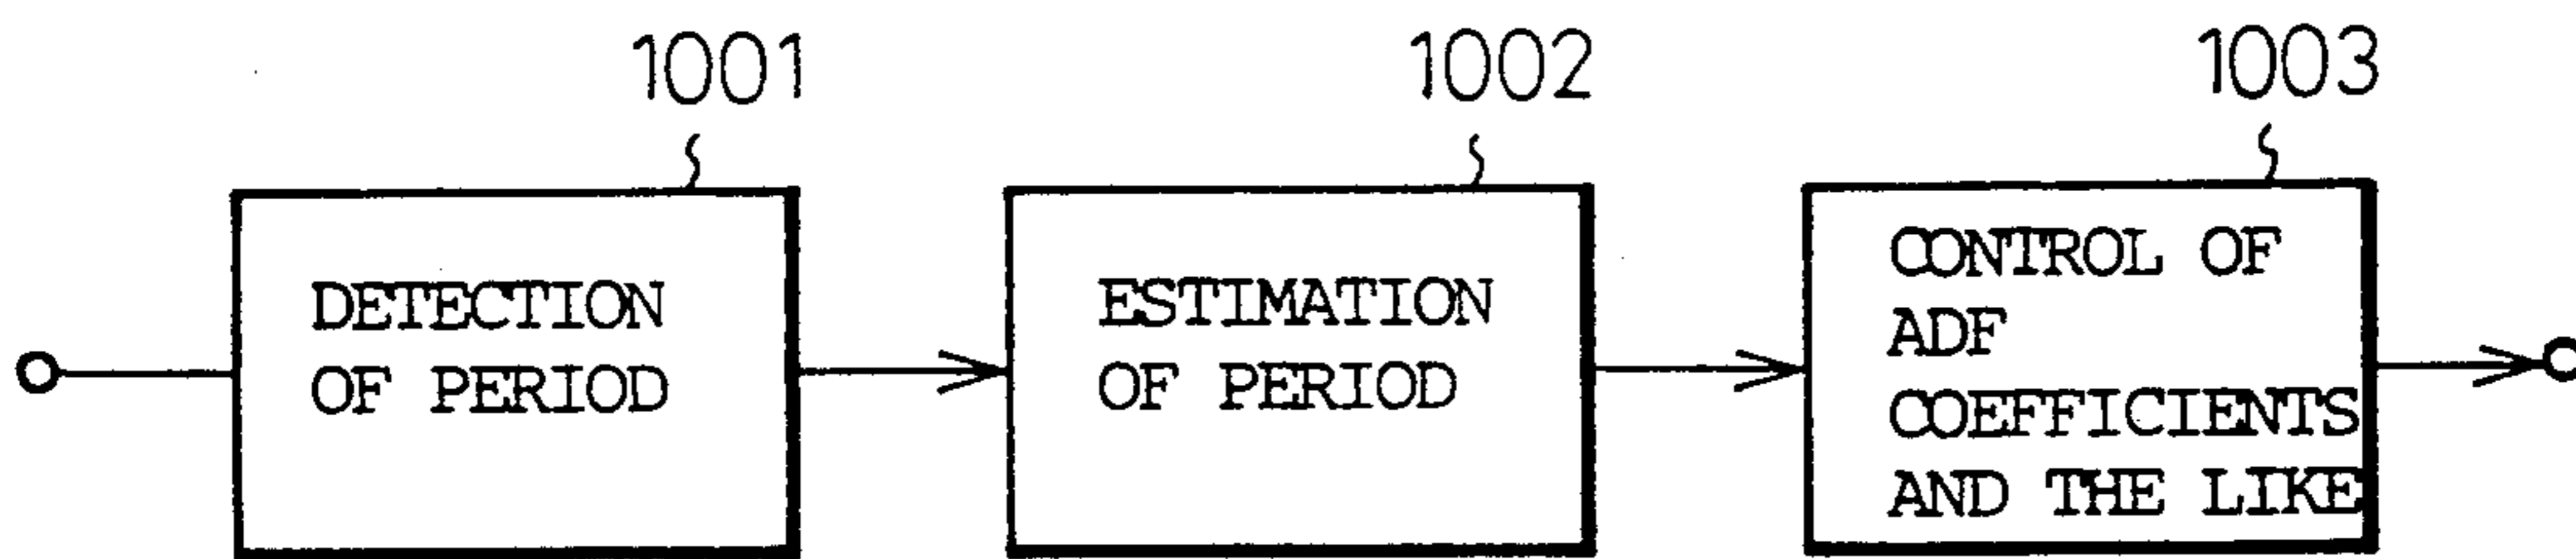 1001
1002
1003
DETECTION
OF PERIOD
ESTIMATION
OF PERIOD
CONTROL OF
ADF
COEFFICIENTS
AND THE LIKE